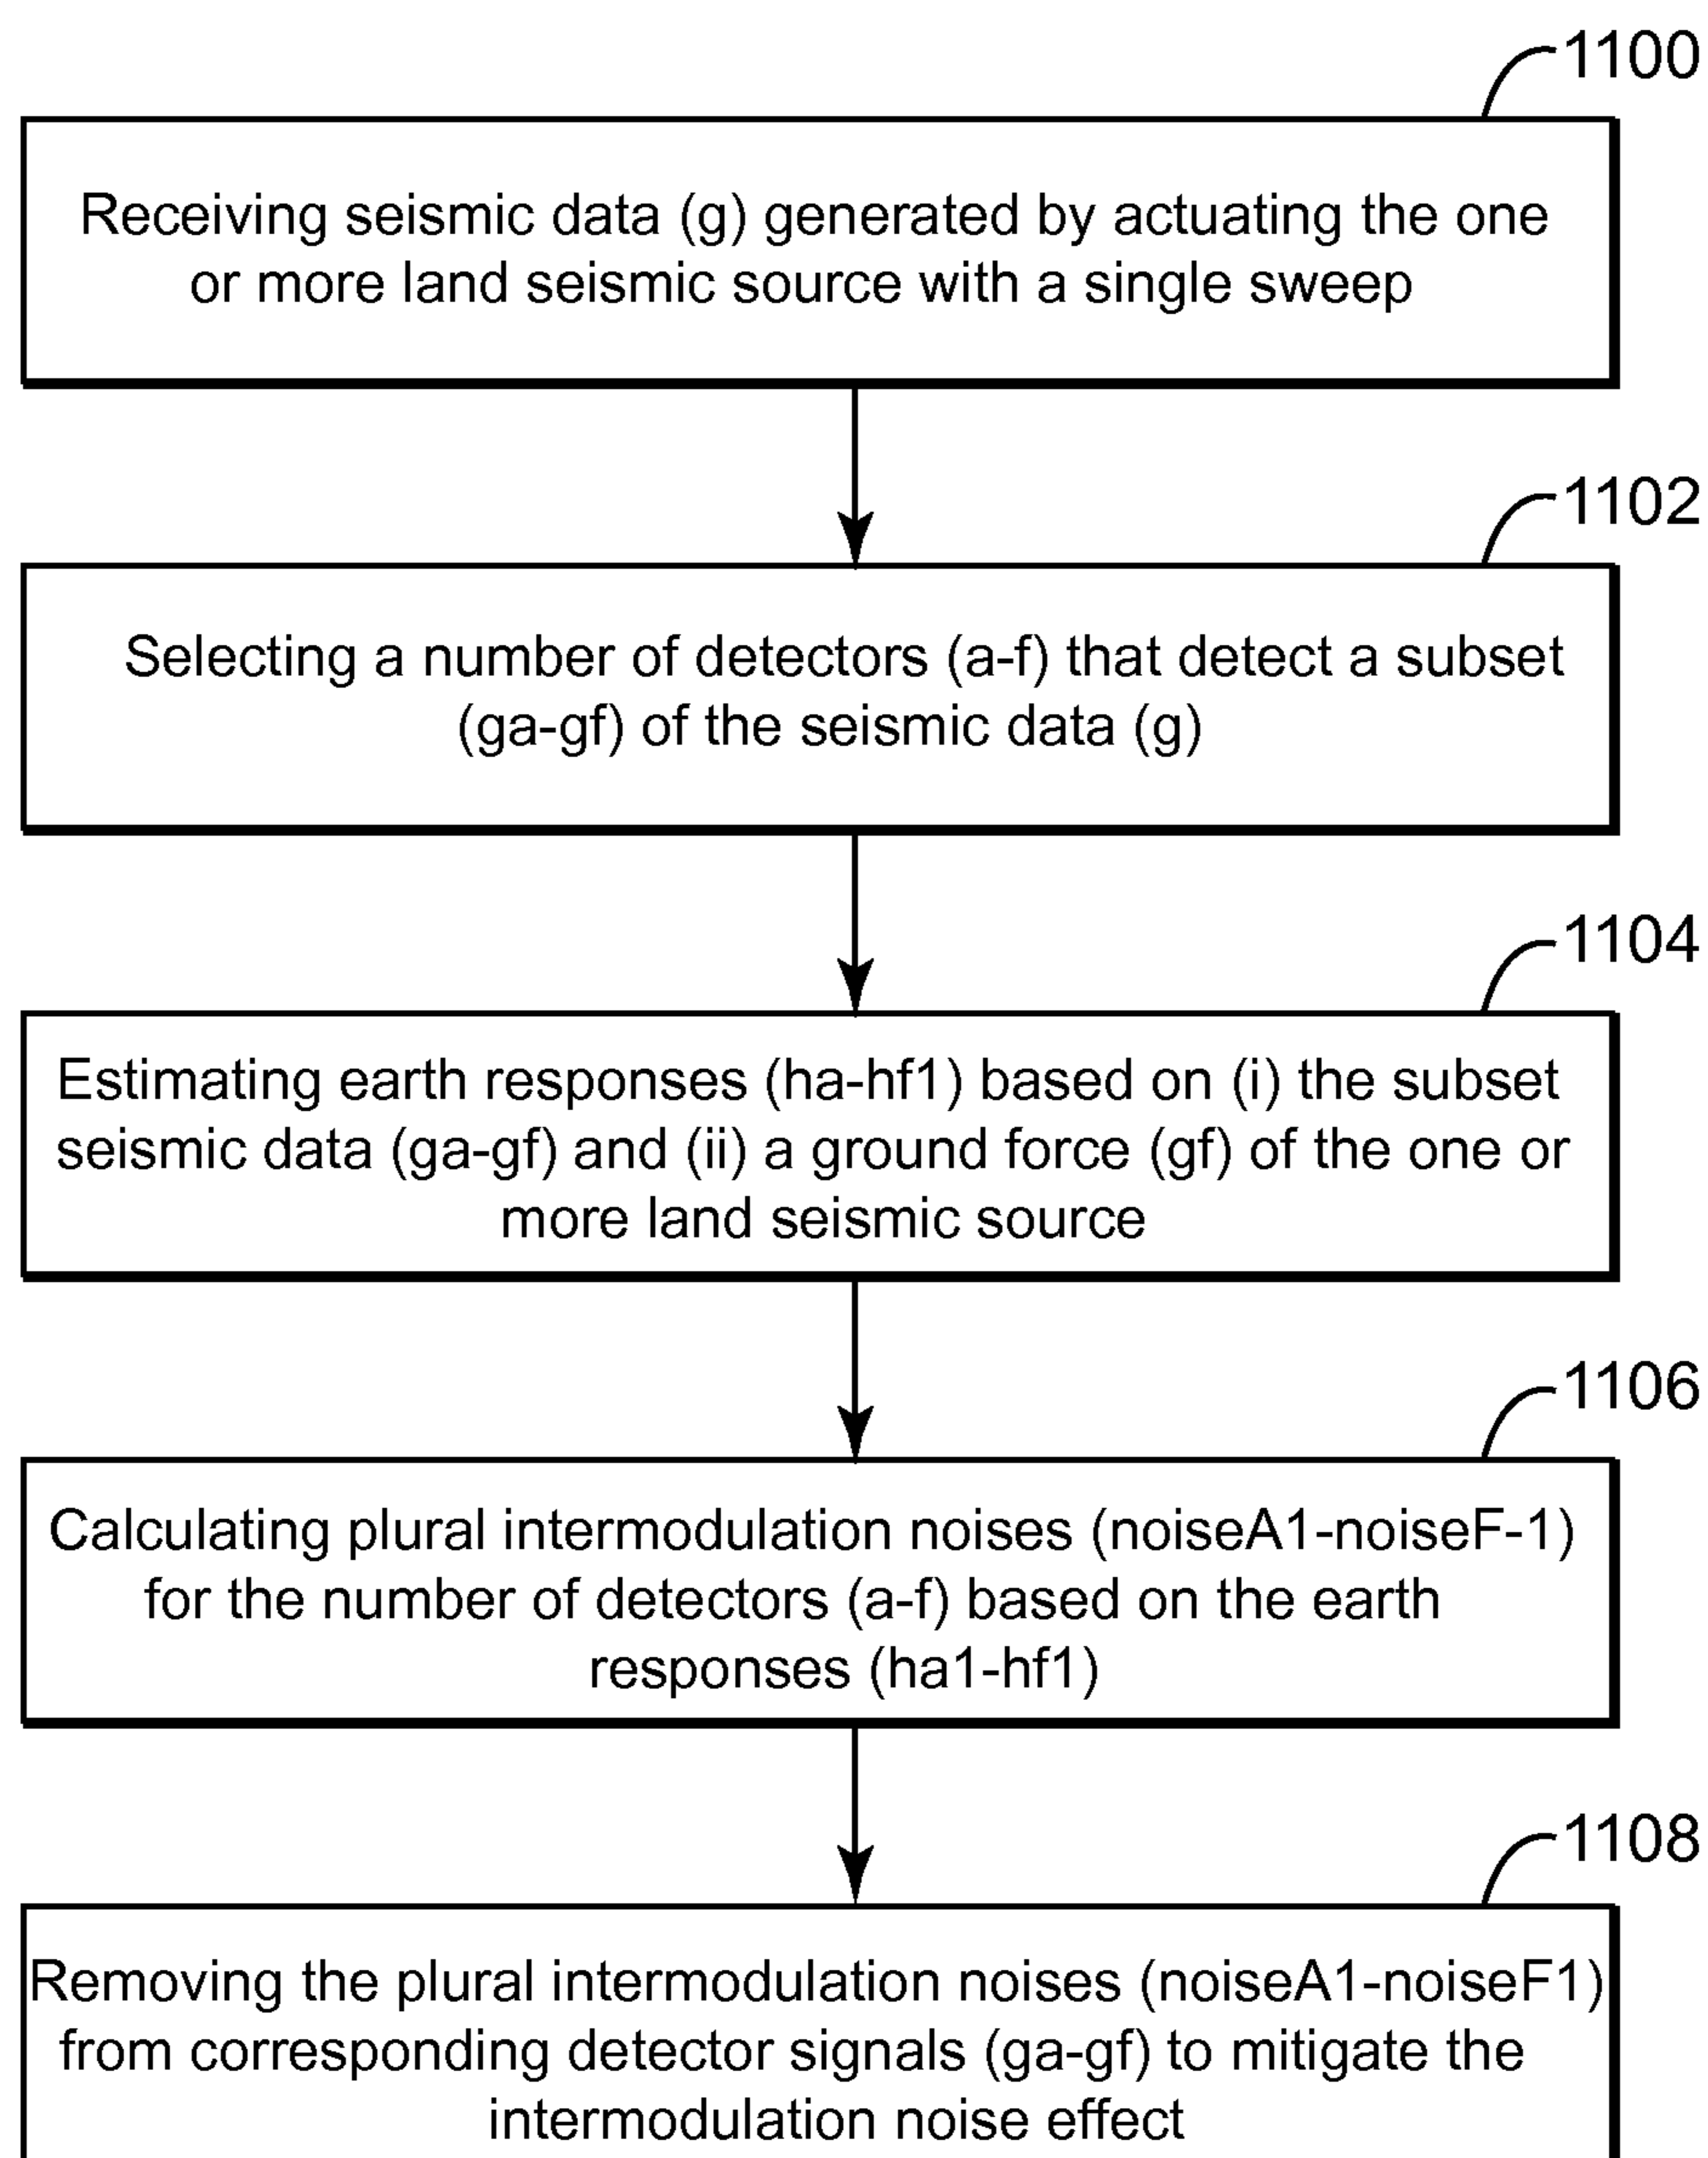 1100
Receiving seismic data (g) generated by actuating the one
or more land seismic source with a single sweep
1102
Selecting a number of detectors (a-f) that detect a subset
(ga-gf) of the seismic data (g)
1104
Estimating earth responses (ha-hf1) based on (i) the subset
seismic data (ga-gf) and (ii) a ground force (gf) of the one or
more land seismic source
1106
Calculating plural intermodulation noises (noiseA1-noiseF-1)
for the number of detectors (a-f) based on the earth
responses (ha1-hf1)
1108
Removing the plural intermodulation noises (noiseA1-noiseF1)
from corresponding detector signals (ga-gf) to mitigate the
intermodulation noise effect